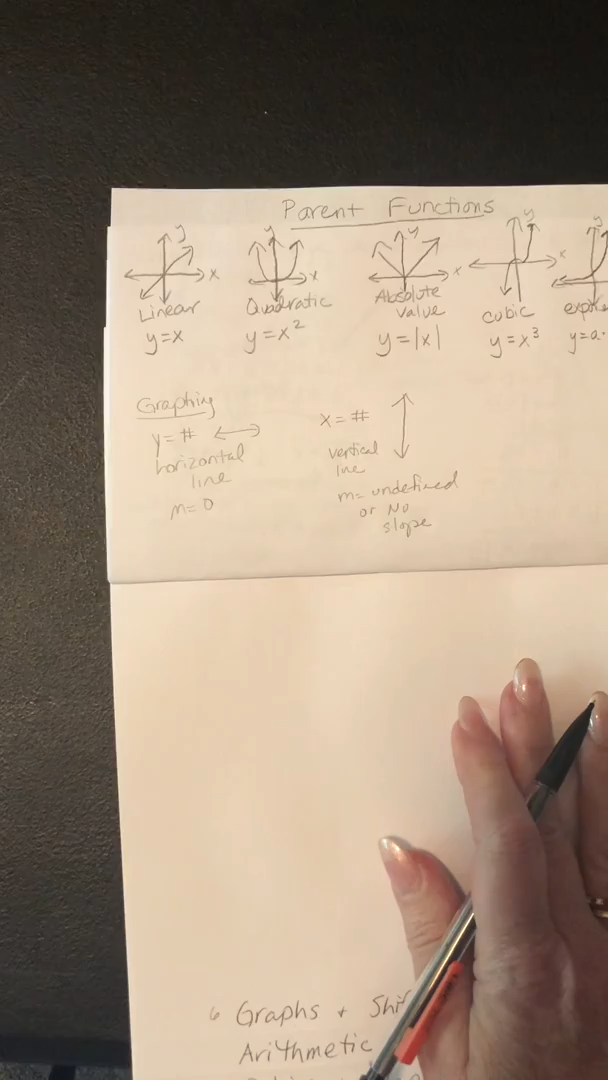 Parent Functions
y y y y y
x x x x
Linear Quadratic Absolute value cubic
y=x y=x² y=|x| y=x³ y=a·
Graphing
y=# x=#
horizontal line vertical line
m=0 m=undefined
or No
slope
6 Graphs +
Arithmetic